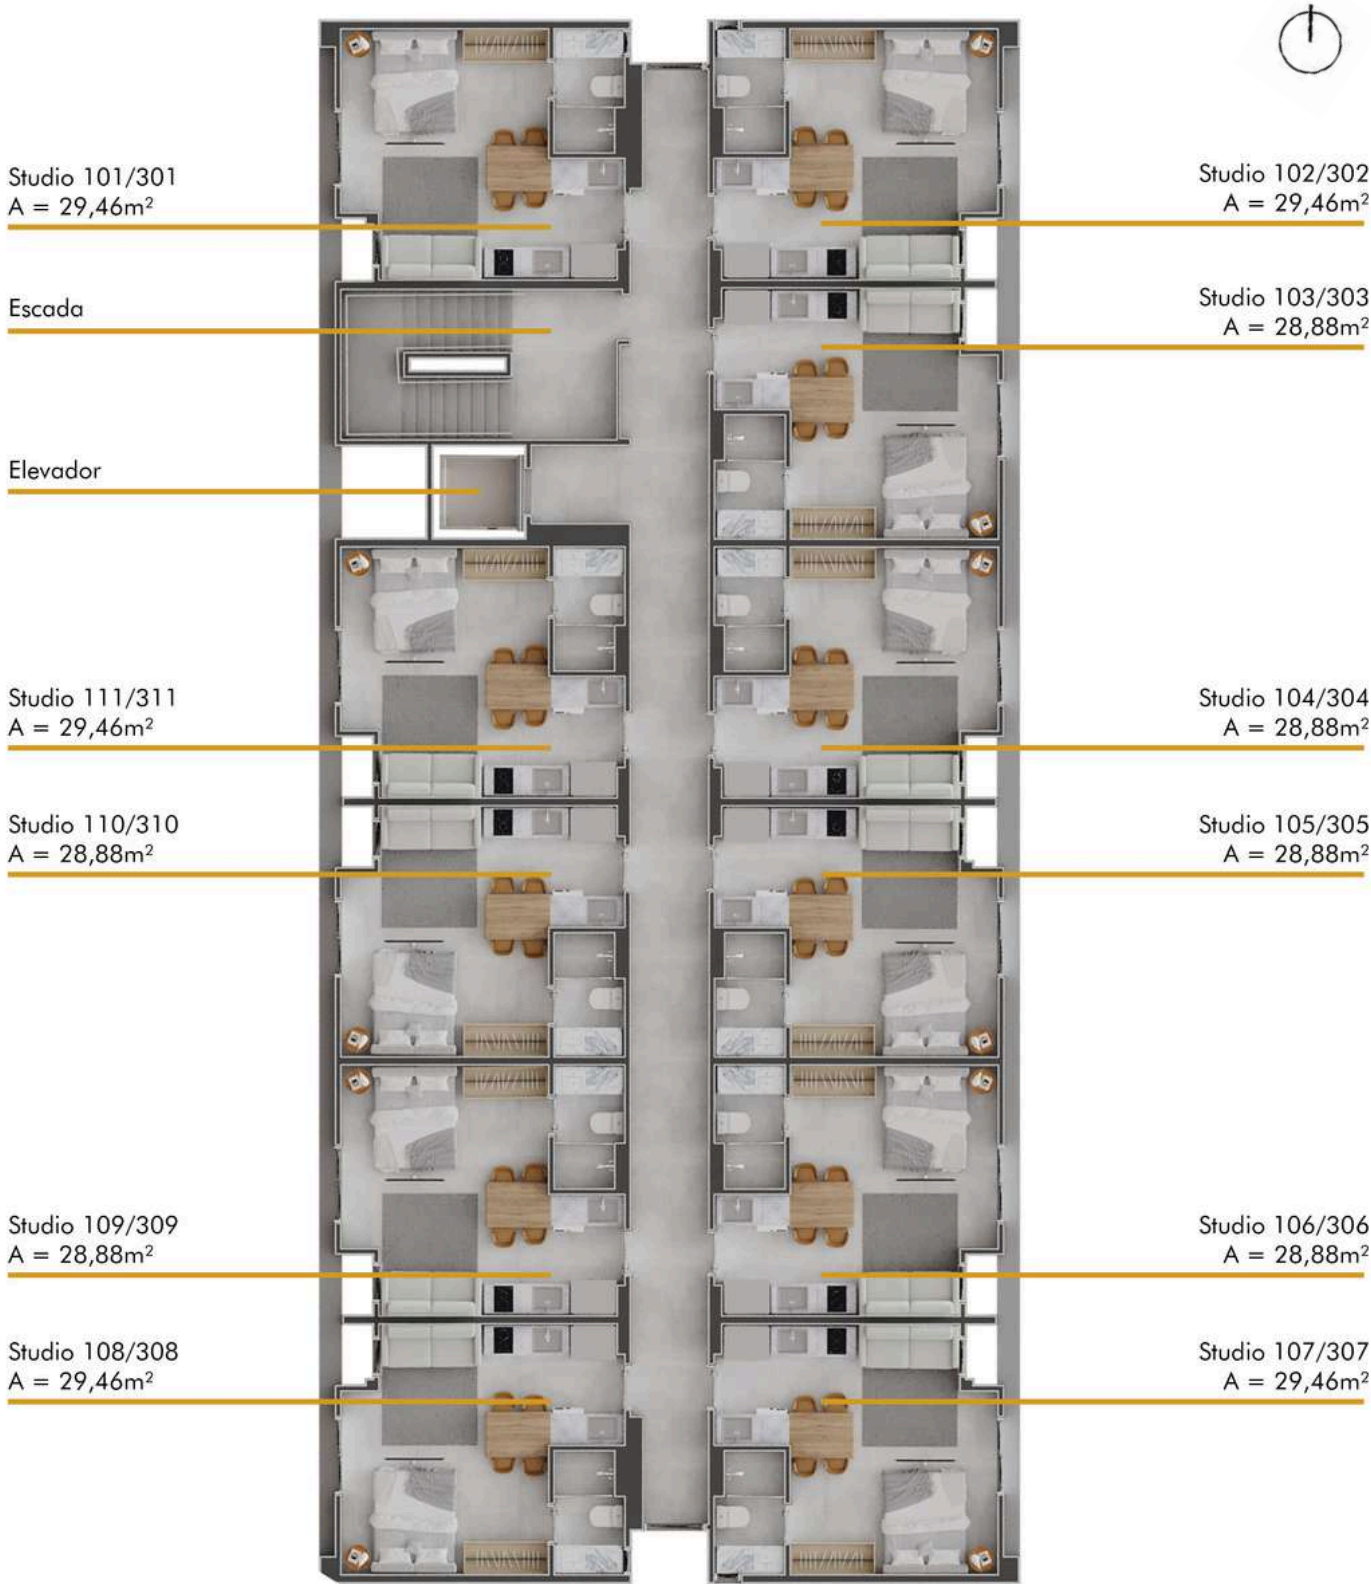 Studio 101/301
A = 29,46m²
Escada
Elevador
Studio 111/311
A = 29,46m²
Studio 110/310
A = 28,88m²
Studio 109/309
A = 28,88m²
Studio 108/308
A = 29,46m²
Studio 102/302
A = 29,46m²
Studio 103/303
A = 28,88m²
Studio 104/304
A = 28,88m²
Studio 105/305
A = 28,88m²
Studio 106/306
A = 28,88m²
Studio 107/307
A = 29,46m²